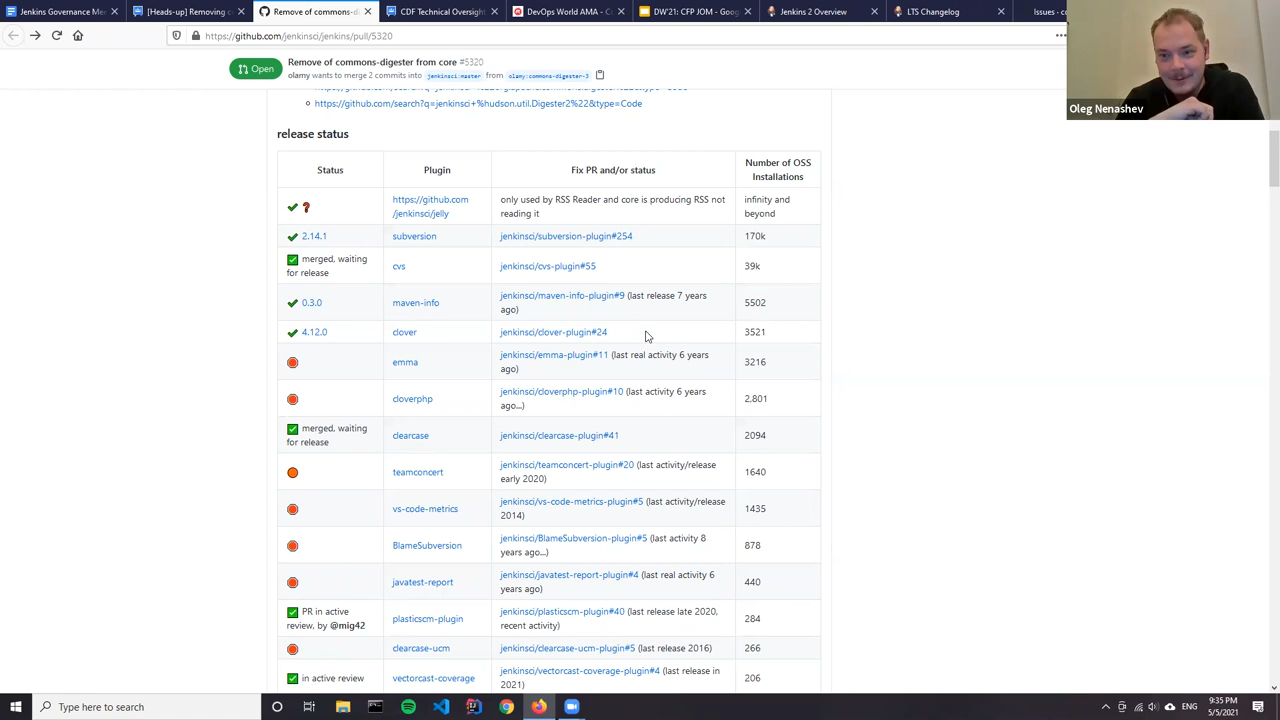 Jenkins Governance Mee
[Heads-up] Removing co
Remove of commons-di
CDF Technical Oversight
DevOps World AMA - Co
DW'21: CFP JOM - Goog
Jenkins 2 Overview
LTS Changelog
Issues - co
https://github.com/jenkinsci/jenkins/pull/5320
Open
Remove of commons-digester from core #5320
olamy wants to merge 2 commits into jenkinsci:master from olamy:commons-digester-3
Oleg Nenashev
https://github.com/search?q=jenkinsci+%hudson.util.Digester2%22&type=Code
release status
Status
Plugin
Fix PR and/or status
Number of OSS
Installations
https://github.com
/jenkinsci/jelly
only used by RSS Reader and core is producing RSS not
reading it
infinity and
beyond
2.14.1
subversion
jenkinsci/subversion-plugin#254
170k
merged, waiting
for release
cvs
jenkinsci/cvs-plugin#55
39k
0.3.0
maven-info
jenkinsci/maven-info-plugin#9 (last release 7 years
ago)
5502
4.12.0
clover
jenkinsci/clover-plugin#24
3521
emma
jenkinsci/emma-plugin#11 (last real activity 6 years
ago)
3216
cloverphp
jenkinsci/cloverphp-plugin#10 (last activity 6 years
ago...)
2,801
merged, waiting
for release
clearcase
jenkinsci/clearcase-plugin#41
2094
teamconcert
jenkinsci/teamconcert-plugin#20 (last activity/release
early 2020)
1640
vs-code-metrics
jenkinsci/vs-code-metrics-plugin#5 (last activity/release
2014)
1435
BlameSubversion
jenkinsci/BlameSubversion-plugin#5 (last activity 8
years ago...)
878
javatest-report
jenkinsci/javatest-report-plugin#4 (last real activity 6
years ago)
440
PR in active
review, by @mig42
plasticscm-plugin
jenkinsci/plasticscm-plugin#40 (last release late 2020,
recent activity)
284
clearcase-ucm
jenkinsci/clearcase-ucm-plugin#5 (last release 2016)
266
in active review
vectorcast-coverage
jenkinsci/vectorcast-coverage-plugin#4 (last release in
2021)
206
Type here to search
ENG
9:35 PM
5/5/2021